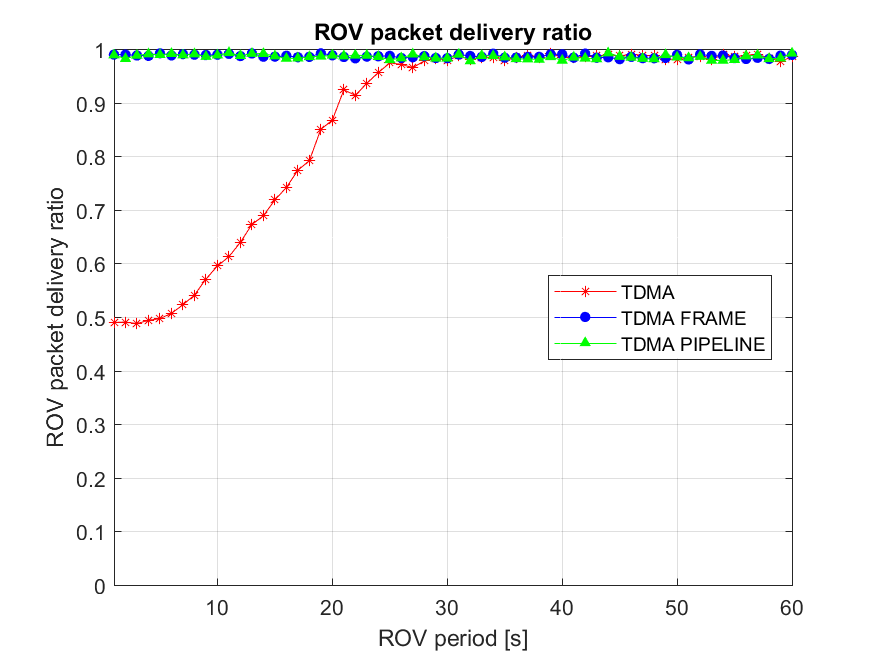 ROV packet delivery ratio
ROV packet delivery ratio
1
0.9
0.8
0.7
0.6
0.5
0.4
0.3
0.2
0.1
0
TDMA
TDMA FRAME
TDMA PIPELINE
10 20 30 40 50 60
ROV period [s]